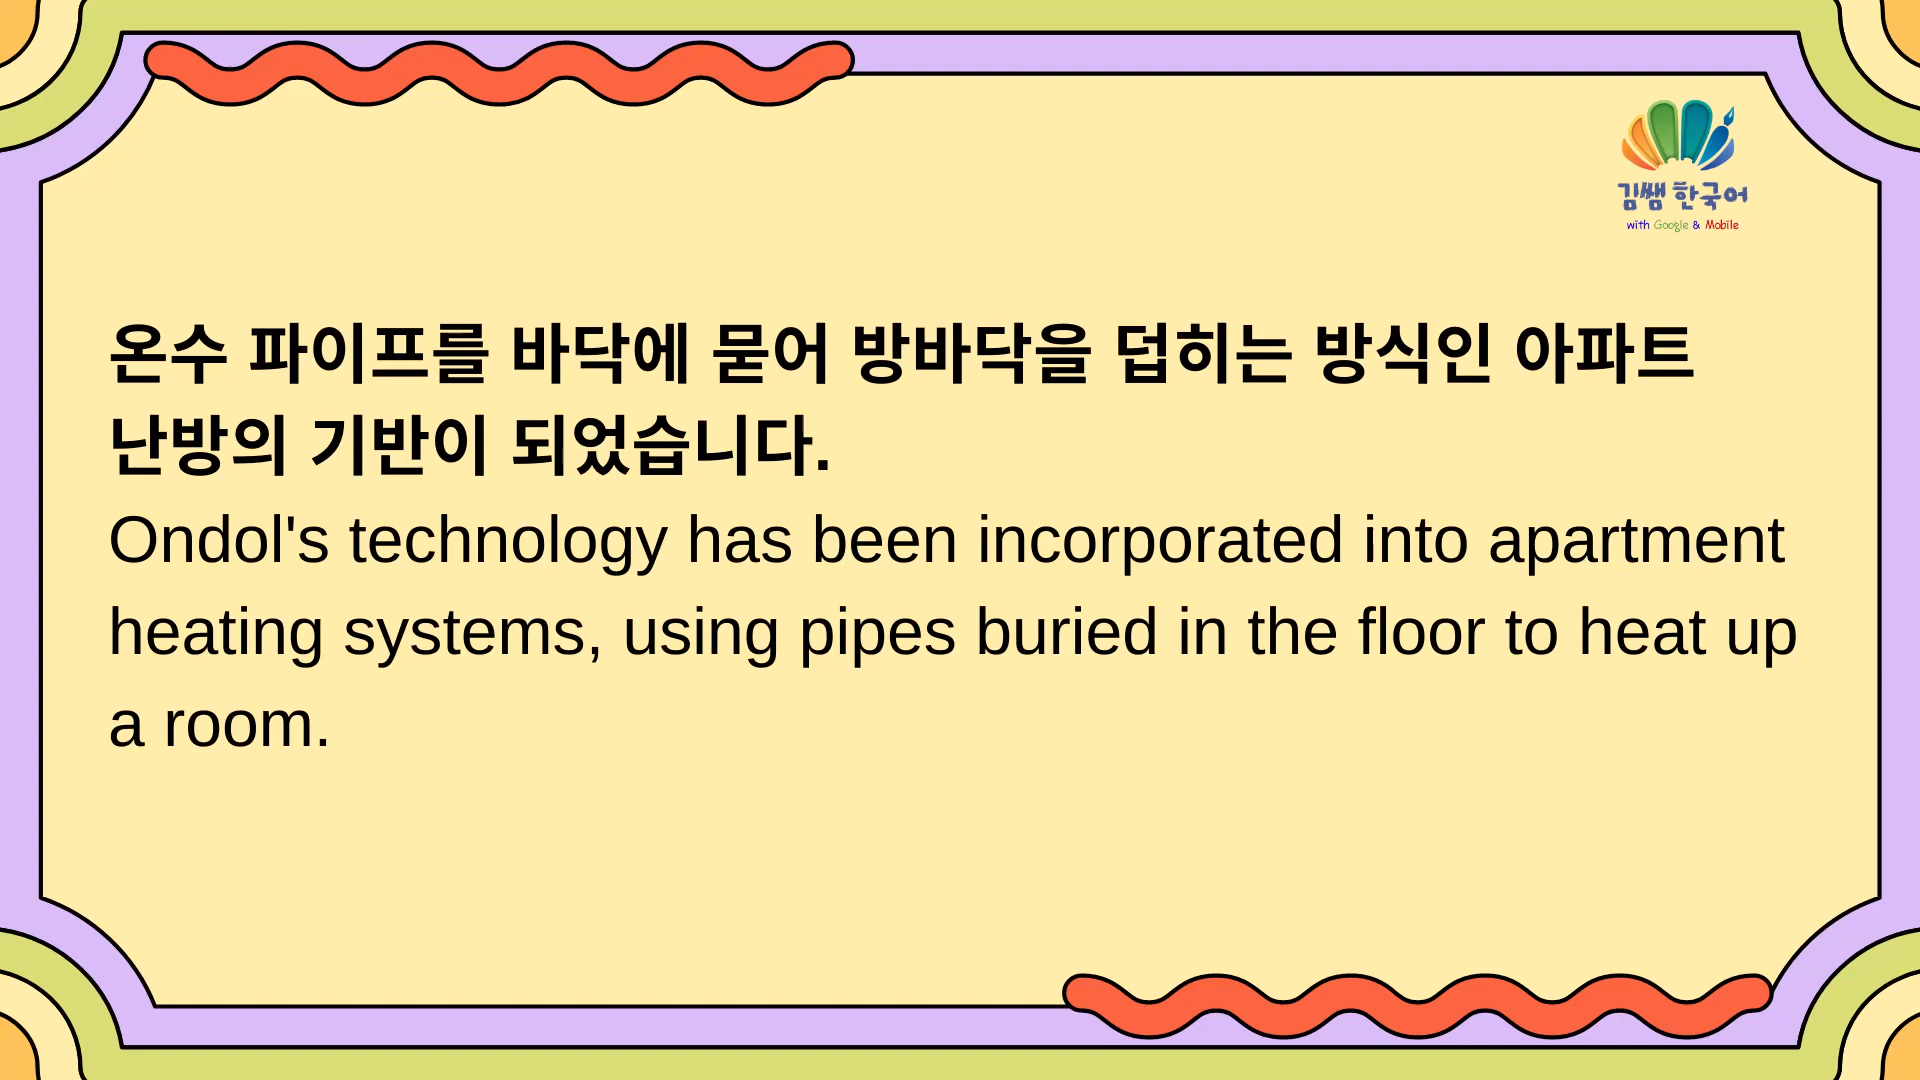 김쌤 한국어
with Google & Mobile
온수 파이프를 바닥에 묻어 방바닥을 덥히는 방식인 아파트
난방의 기반이 되었습니다.
Ondol's technology has been incorporated into apartment
heating systems, using pipes buried in the floor to heat up
a room.